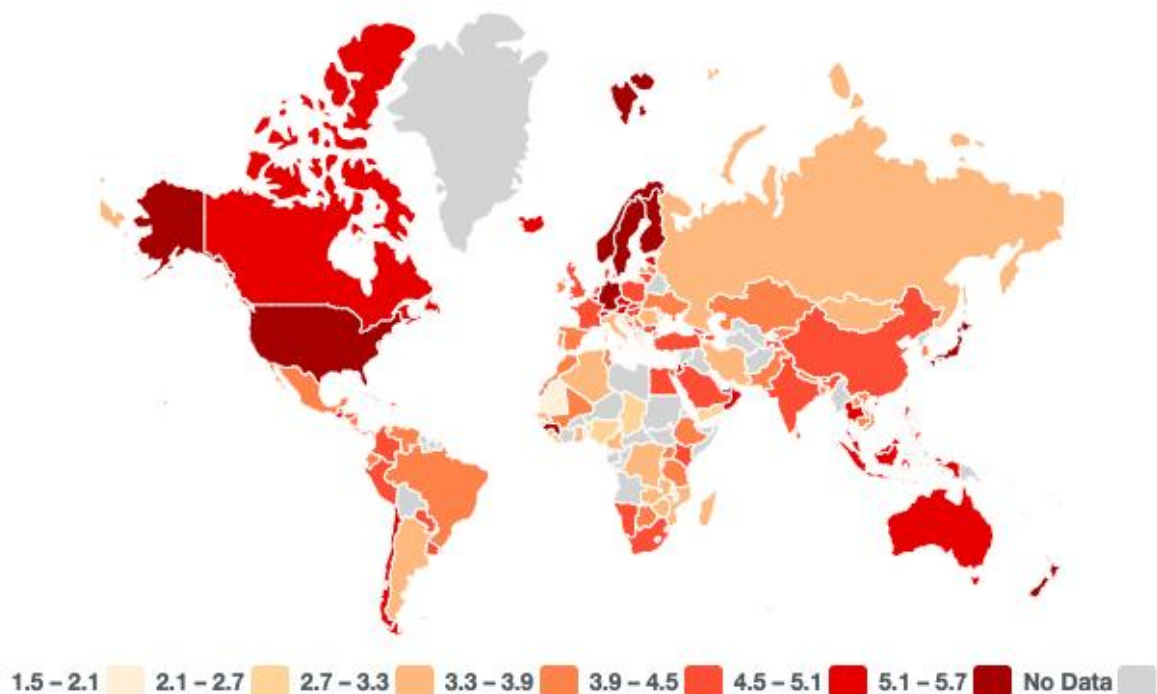 1.5 – 2.1 2.1 – 2.7 2.7 – 3.3 3.3 – 3.9 3.9 – 4.5 4.5 – 5.1 5.1 – 5.7 No Data